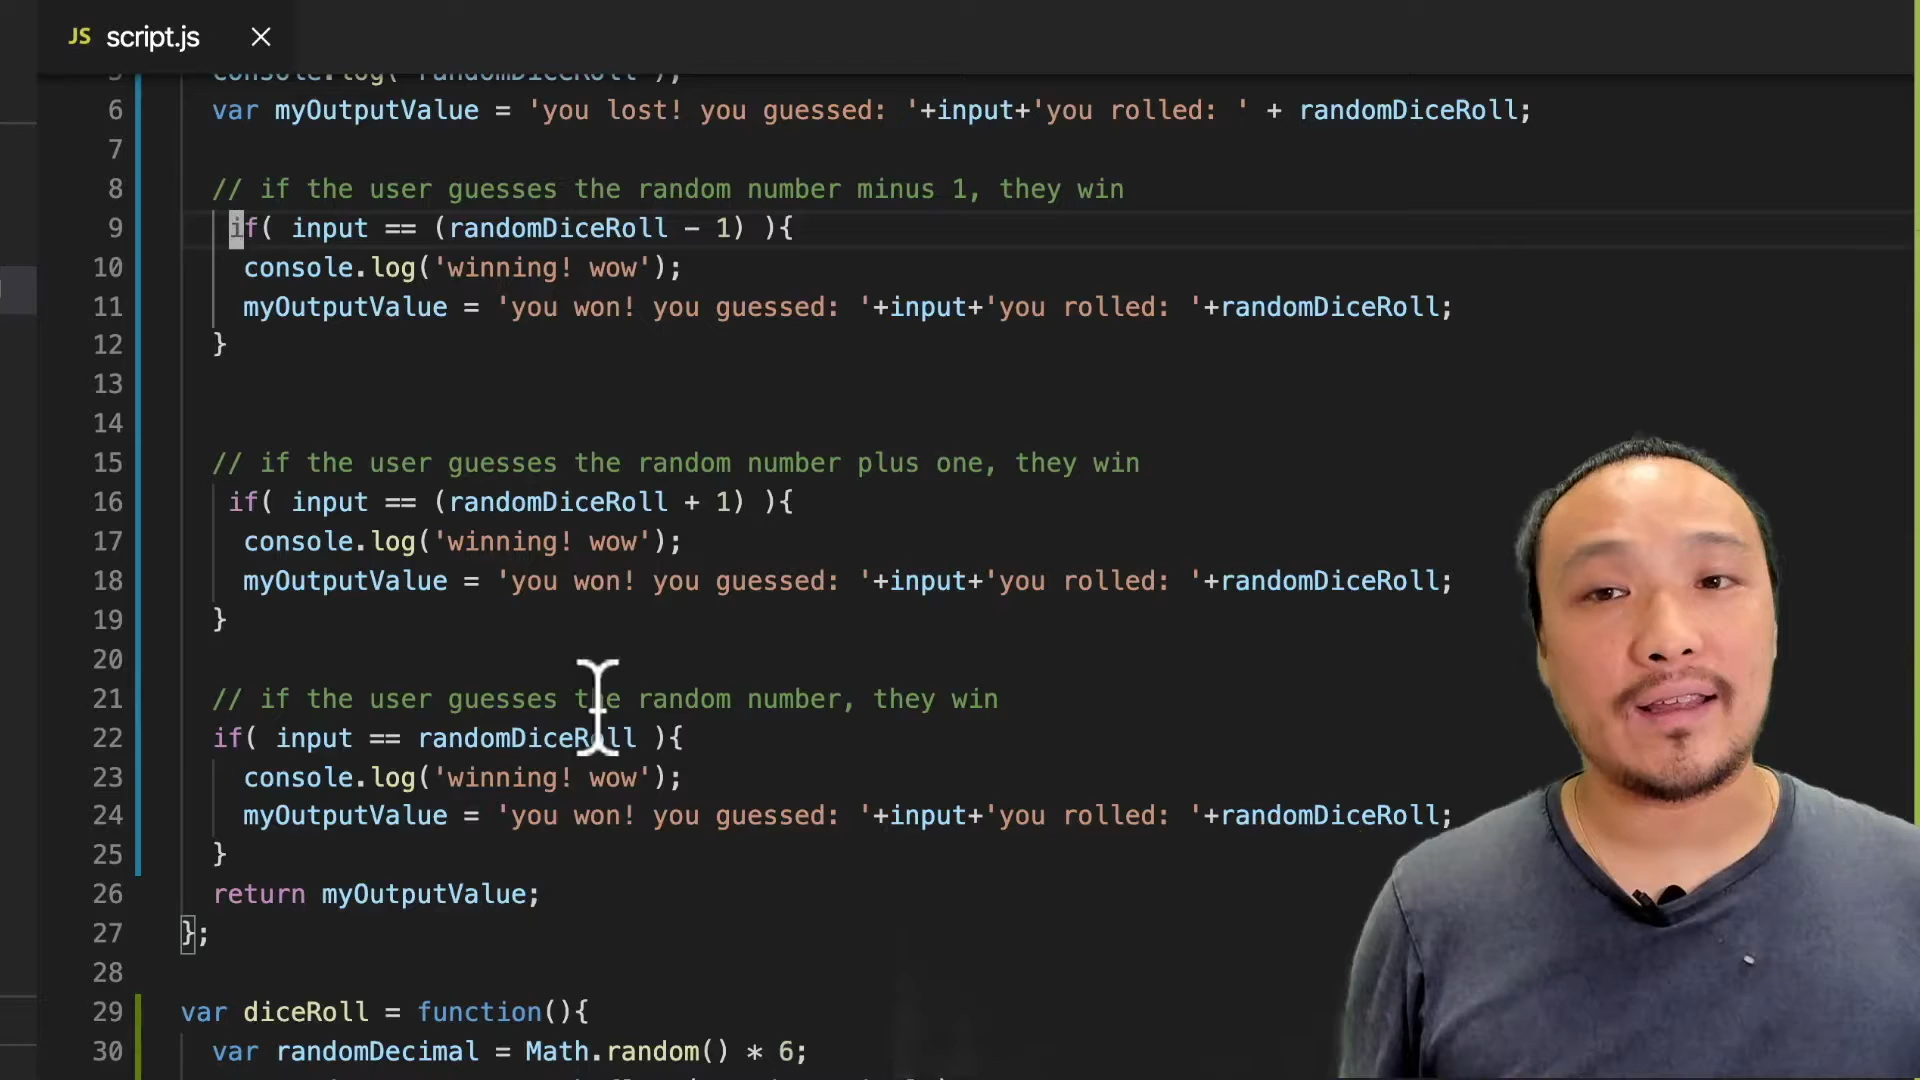 JS script.js
5 console.log( randomDiceRoll );
6 var myOutputValue = 'you lost! you guessed: '+input+'you rolled: ' + randomDiceRoll;
7
8 // if the user guesses the random number minus 1, they win
9 if( input == (randomDiceRoll - 1) ){
10 console.log('winning! wow');
11 myOutputValue = 'you won! you guessed: '+input+'you rolled: '+randomDiceRoll;
12 }
13
14
15 // if the user guesses the random number plus one, they win
16 if( input == (randomDiceRoll + 1) ){
17 console.log('winning! wow');
18 myOutputValue = 'you won! you guessed: '+input+'you rolled: '+randomDiceRoll;
19 }
20
21 // if the user guesses the random number, they win
22 if( input == randomDiceRoll ){
23 console.log('winning! wow');
24 myOutputValue = 'you won! you guessed: '+input+'you rolled: '+randomDiceRoll;
25 }
26 return myOutputValue;
27 };
28
29 var diceRoll = function(){
30 var randomDecimal = Math.random() * 6;